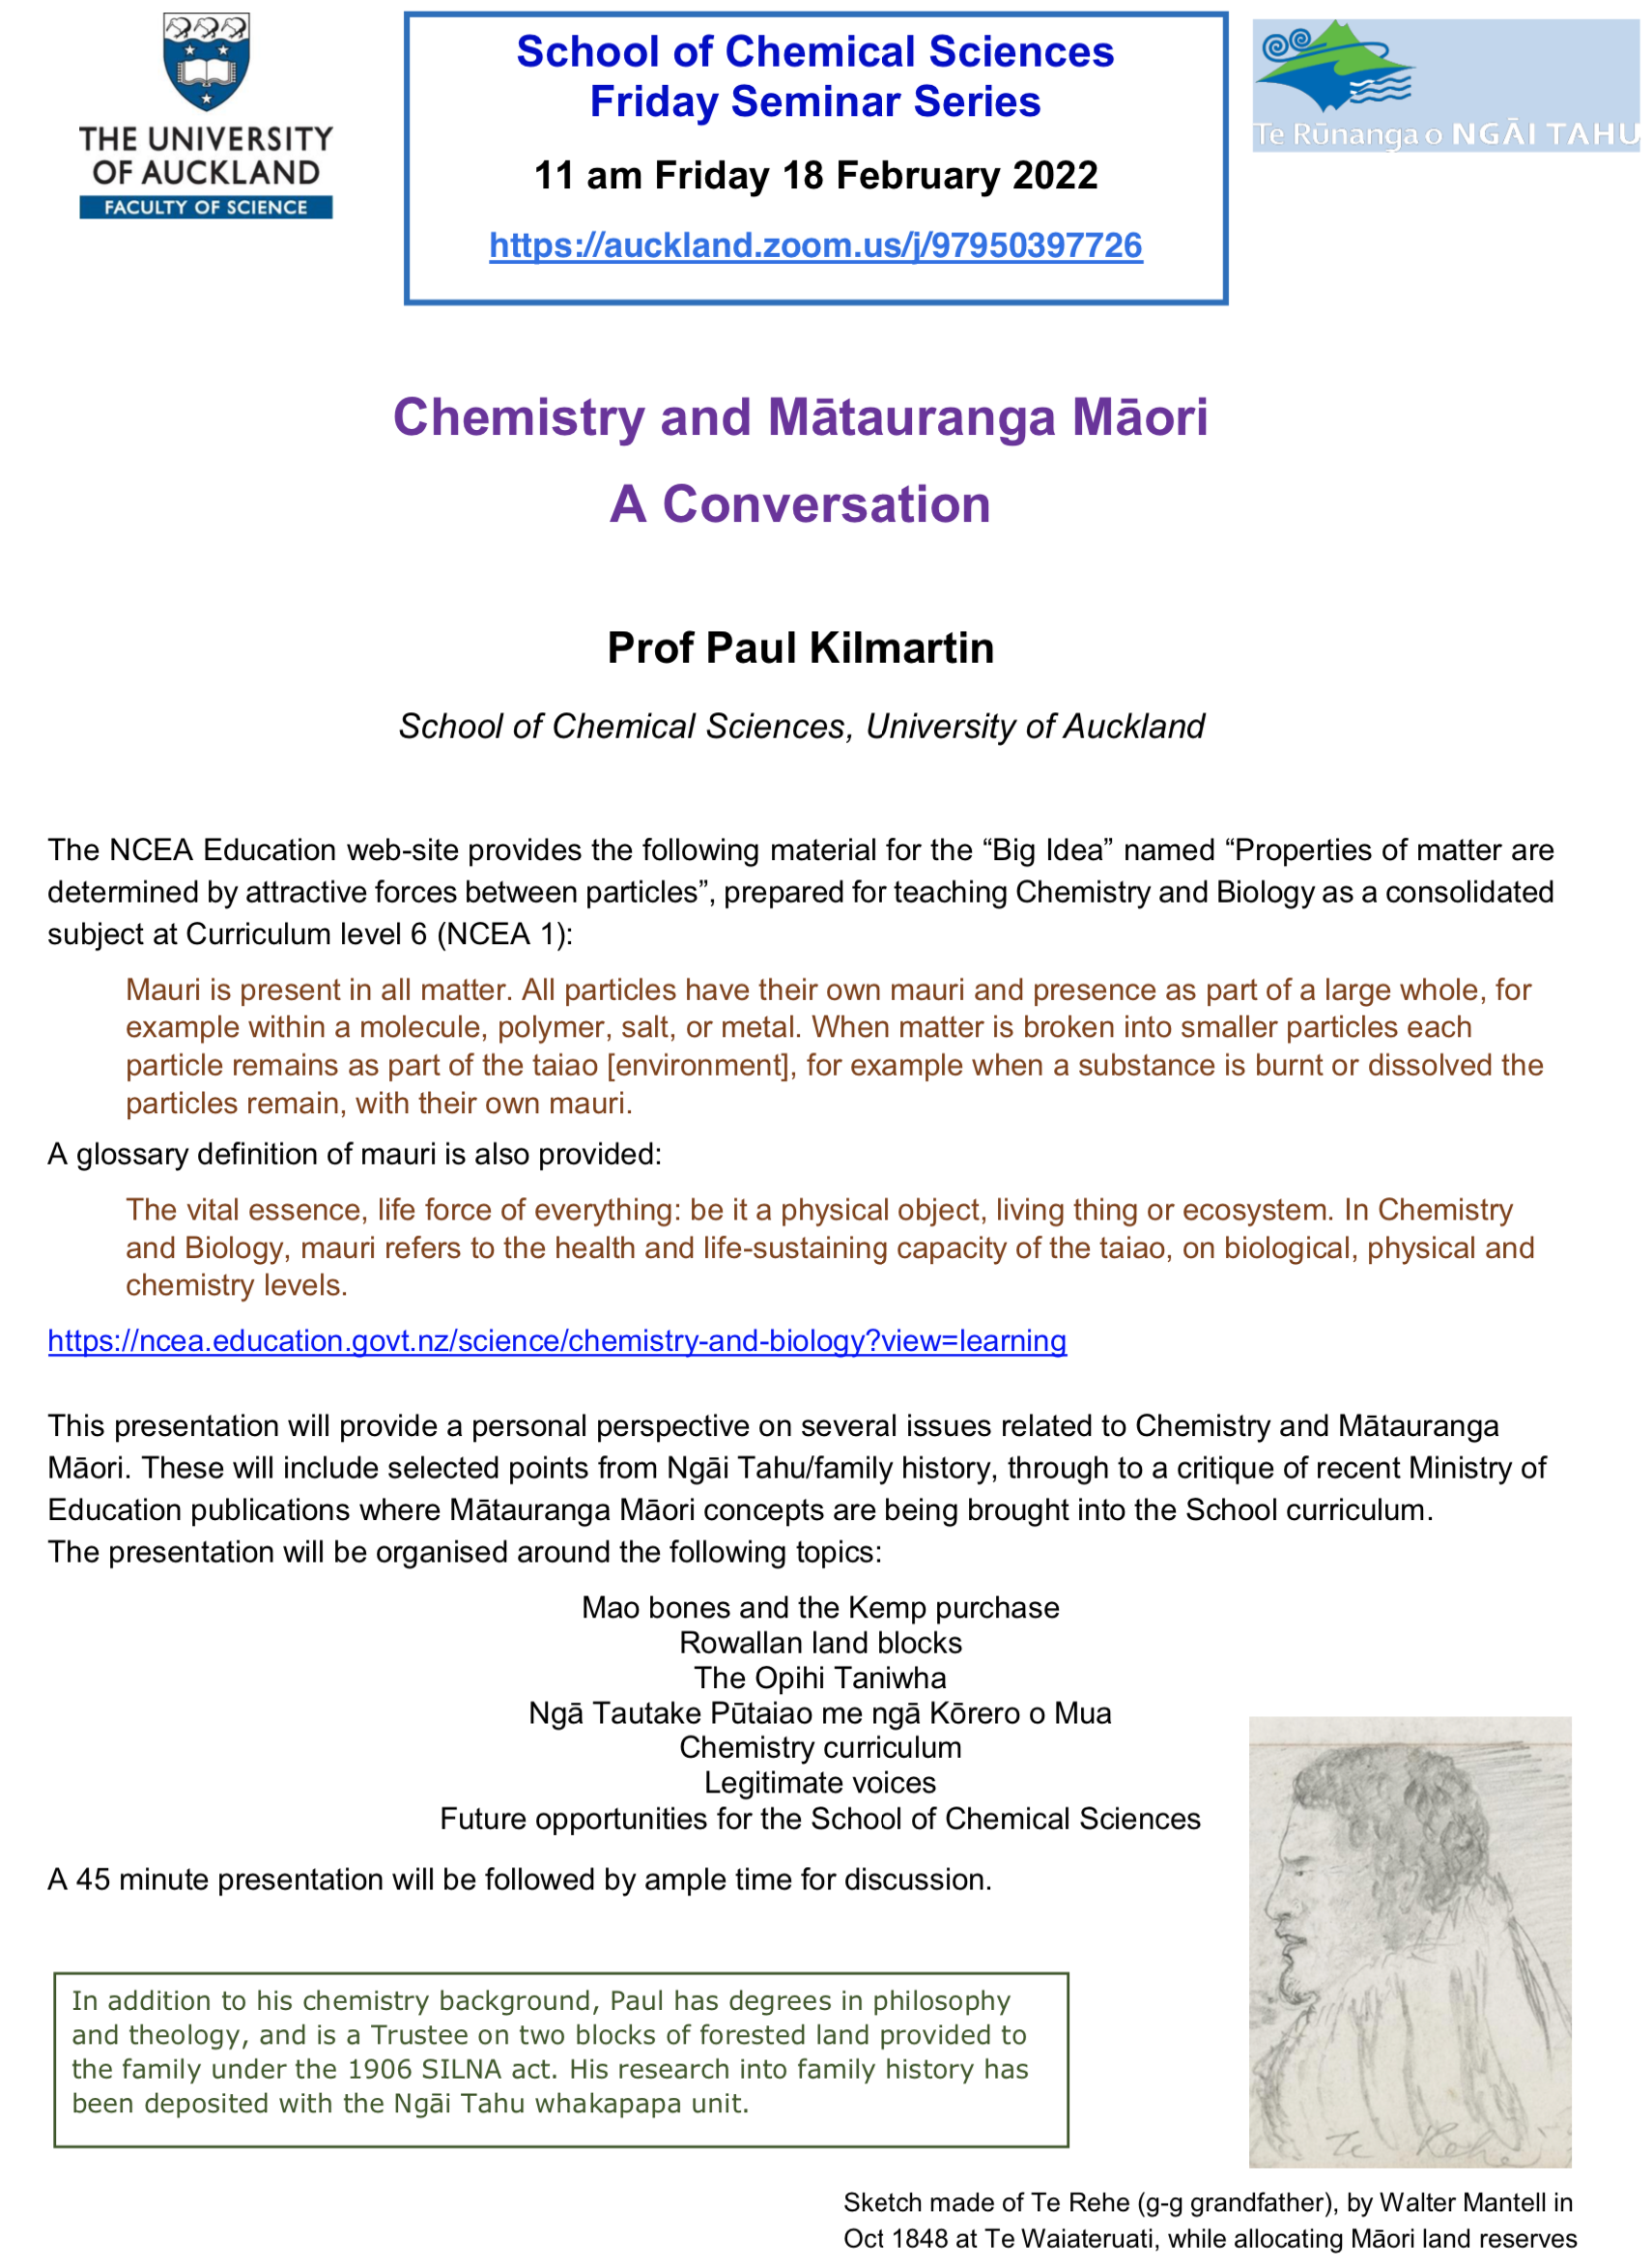 THE UNIVERSITY
OF AUCKLAND
FACULTY OF SCIENCE
School of Chemical Sciences
Friday Seminar Series
11 am Friday 18 February 2022
https://auckland.zoom.us/j/97950397726
Te Rūnanga o NGĀI TAHU
Chemistry and Mātauranga Māori
A Conversation
Prof Paul Kilmartin
School of Chemical Sciences, University of Auckland
The NCEA Education web-site provides the following material for the “Big Idea” named “Properties of matter are
determined by attractive forces between particles”, prepared for teaching Chemistry and Biology as a consolidated
subject at Curriculum level 6 (NCEA 1):
Mauri is present in all matter. All particles have their own mauri and presence as part of a large whole, for
example within a molecule, polymer, salt, or metal. When matter is broken into smaller particles each
particle remains as part of the taiao [environment], for example when a substance is burnt or dissolved the
particles remain, with their own mauri.
A glossary definition of mauri is also provided:
The vital essence, life force of everything: be it a physical object, living thing or ecosystem. In Chemistry
and Biology, mauri refers to the health and life-sustaining capacity of the taiao, on biological, physical and
chemistry levels.
https://ncea.education.govt.nz/science/chemistry-and-biology?view=learning
This presentation will provide a personal perspective on several issues related to Chemistry and Mātauranga
Māori. These will include selected points from Ngāi Tahu/family history, through to a critique of recent Ministry of
Education publications where Mātauranga Māori concepts are being brought into the School curriculum.
The presentation will be organised around the following topics:
Mao bones and the Kemp purchase
Rowallan land blocks
The Opihi Taniwha
Ngā Tautake Pūtaiao me ngā Kōrero o Mua
Chemistry curriculum
Legitimate voices
Future opportunities for the School of Chemical Sciences
A 45 minute presentation will be followed by ample time for discussion.
In addition to his chemistry background, Paul has degrees in philosophy
and theology, and is a Trustee on two blocks of forested land provided to
the family under the 1906 SILNA act. His research into family history has
been deposited with the Ngāi Tahu whakapapa unit.
Te Rehe
Sketch made of Te Rehe (g-g grandfather), by Walter Mantell in
Oct 1848 at Te Waiateruati, while allocating Māori land reserves